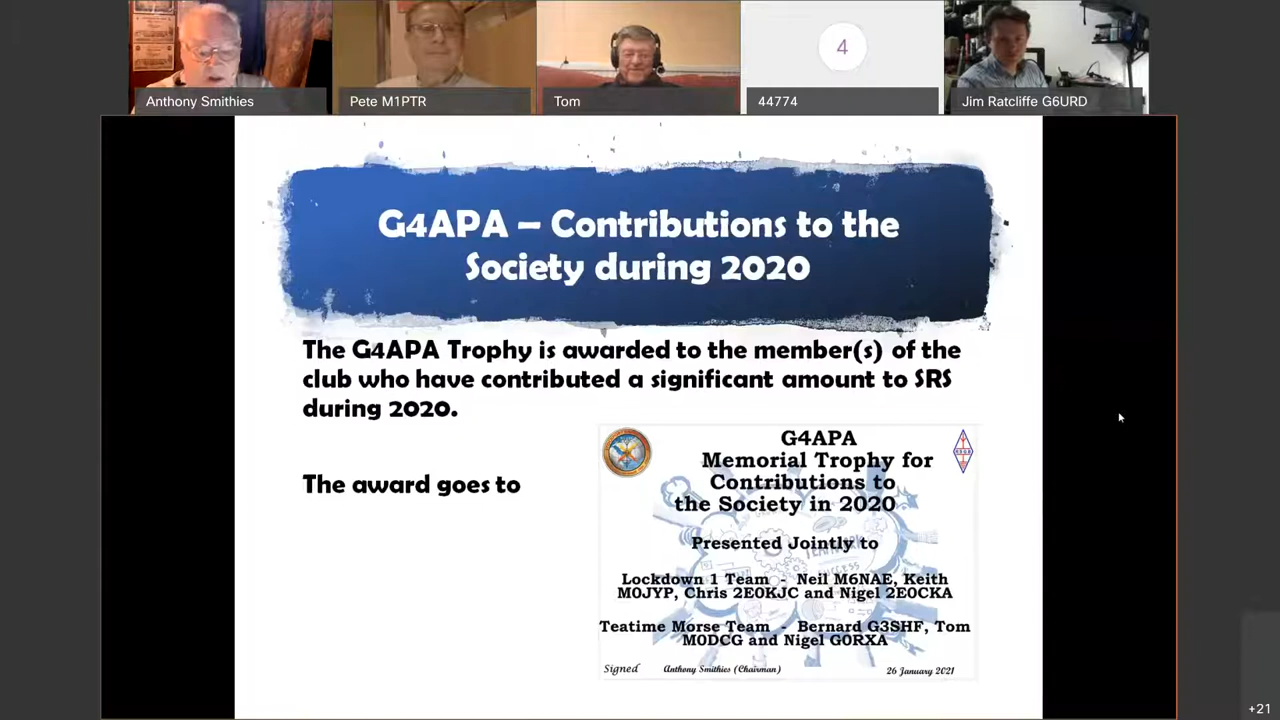 Anthony Smithies
Pete M1PTR
Tom
4
44774
Jim Ratcliffe G6URD
G4APA – Contributions to the
Society during 2020
The G4APA Trophy is awarded to the member(s) of the
club who have contributed a significant amount to SRS
during 2020.
The award goes to
G4APA
Memorial Trophy for
Contributions to
the Society in 2020
Presented Jointly to
Lockdown 1 Team - Neil M6NAE, Keith
M0JYP, Chris 2E0KJC and Nigel 2E0CKA
Teatime Morse Team - Bernard G3SHF, Tom
M0DCG and Nigel G0RXA
Signed Anthony Smithies (Chairman)
26 January 2021
+21